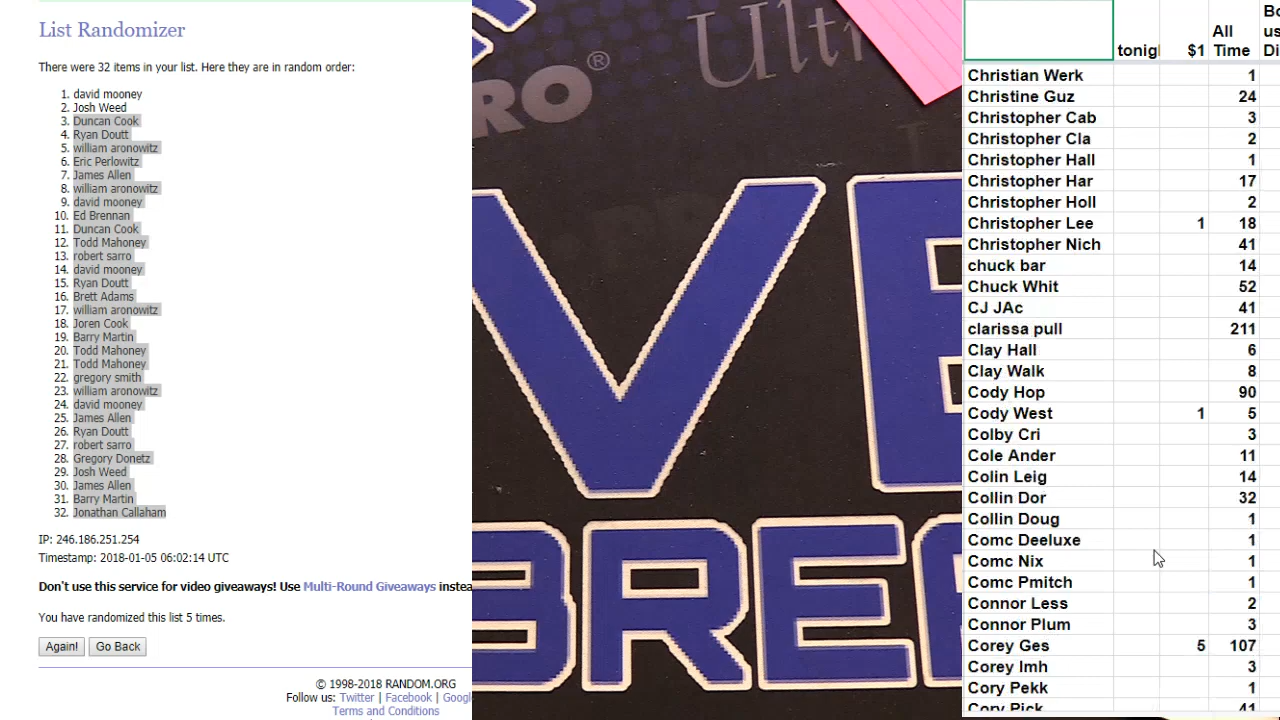 List Randomizer
There were 32 items in your list. Here they are in random order:
1. david mooney
2. Josh Weed
3. Duncan Cook
4. Ryan Doutt
5. william aronowitz
6. Eric Perlowitz
7. James Allen
8. william aronowitz
9. david mooney
10. Ed Brennan
11. Duncan Cook
12. Todd Mahoney
13. robert sarro
14. david mooney
15. Ryan Doutt
16. Brett Adams
17. william aronowitz
18. Joren Cook
19. Barry Martin
20. Todd Mahoney
21. Todd Mahoney
22. gregory smith
23. william aronowitz
24. david mooney
25. James Allen
26. Ryan Doutt
27. robert sarro
28. Gregory Donetz
29. Josh Weed
30. James Allen
31. Barry Martin
32. Jonathan Callaham
IP: 246.186.251.254
Timestamp: 2018-01-05 06:02:14 UTC
Don't use this service for video giveaways! Use Multi-Round Giveaways instea
You have randomized this list 5 times.
Again! Go Back
© 1998-2018 RANDOM.ORG
Follow us: Twitter | Facebook | Googl
Terms and Conditions
Ult
RO®
VE
BRE
tonigl $1 All Time Bo us Di
Christian Werk 1
Christine Guz 24
Christopher Cab 3
Christopher Cla 2
Christopher Hall 1
Christopher Har 17
Christopher Holl 2
Christopher Lee 1 18
Christopher Nich 41
chuck bar 14
Chuck Whit 52
CJ JAc 41
clarissa pull 211
Clay Hall 6
Clay Walk 8
Cody Hop 90
Cody West 1 5
Colby Cri 3
Cole Ander 11
Colin Leig 14
Collin Dor 32
Collin Doug 1
Comc Deeluxe 1
Comc Nix 1
Comc Pmitch 1
Connor Less 2
Connor Plum 3
Corey Ges 5 107
Corey Imh 3
Cory Pekk 1
Cory Pick 41